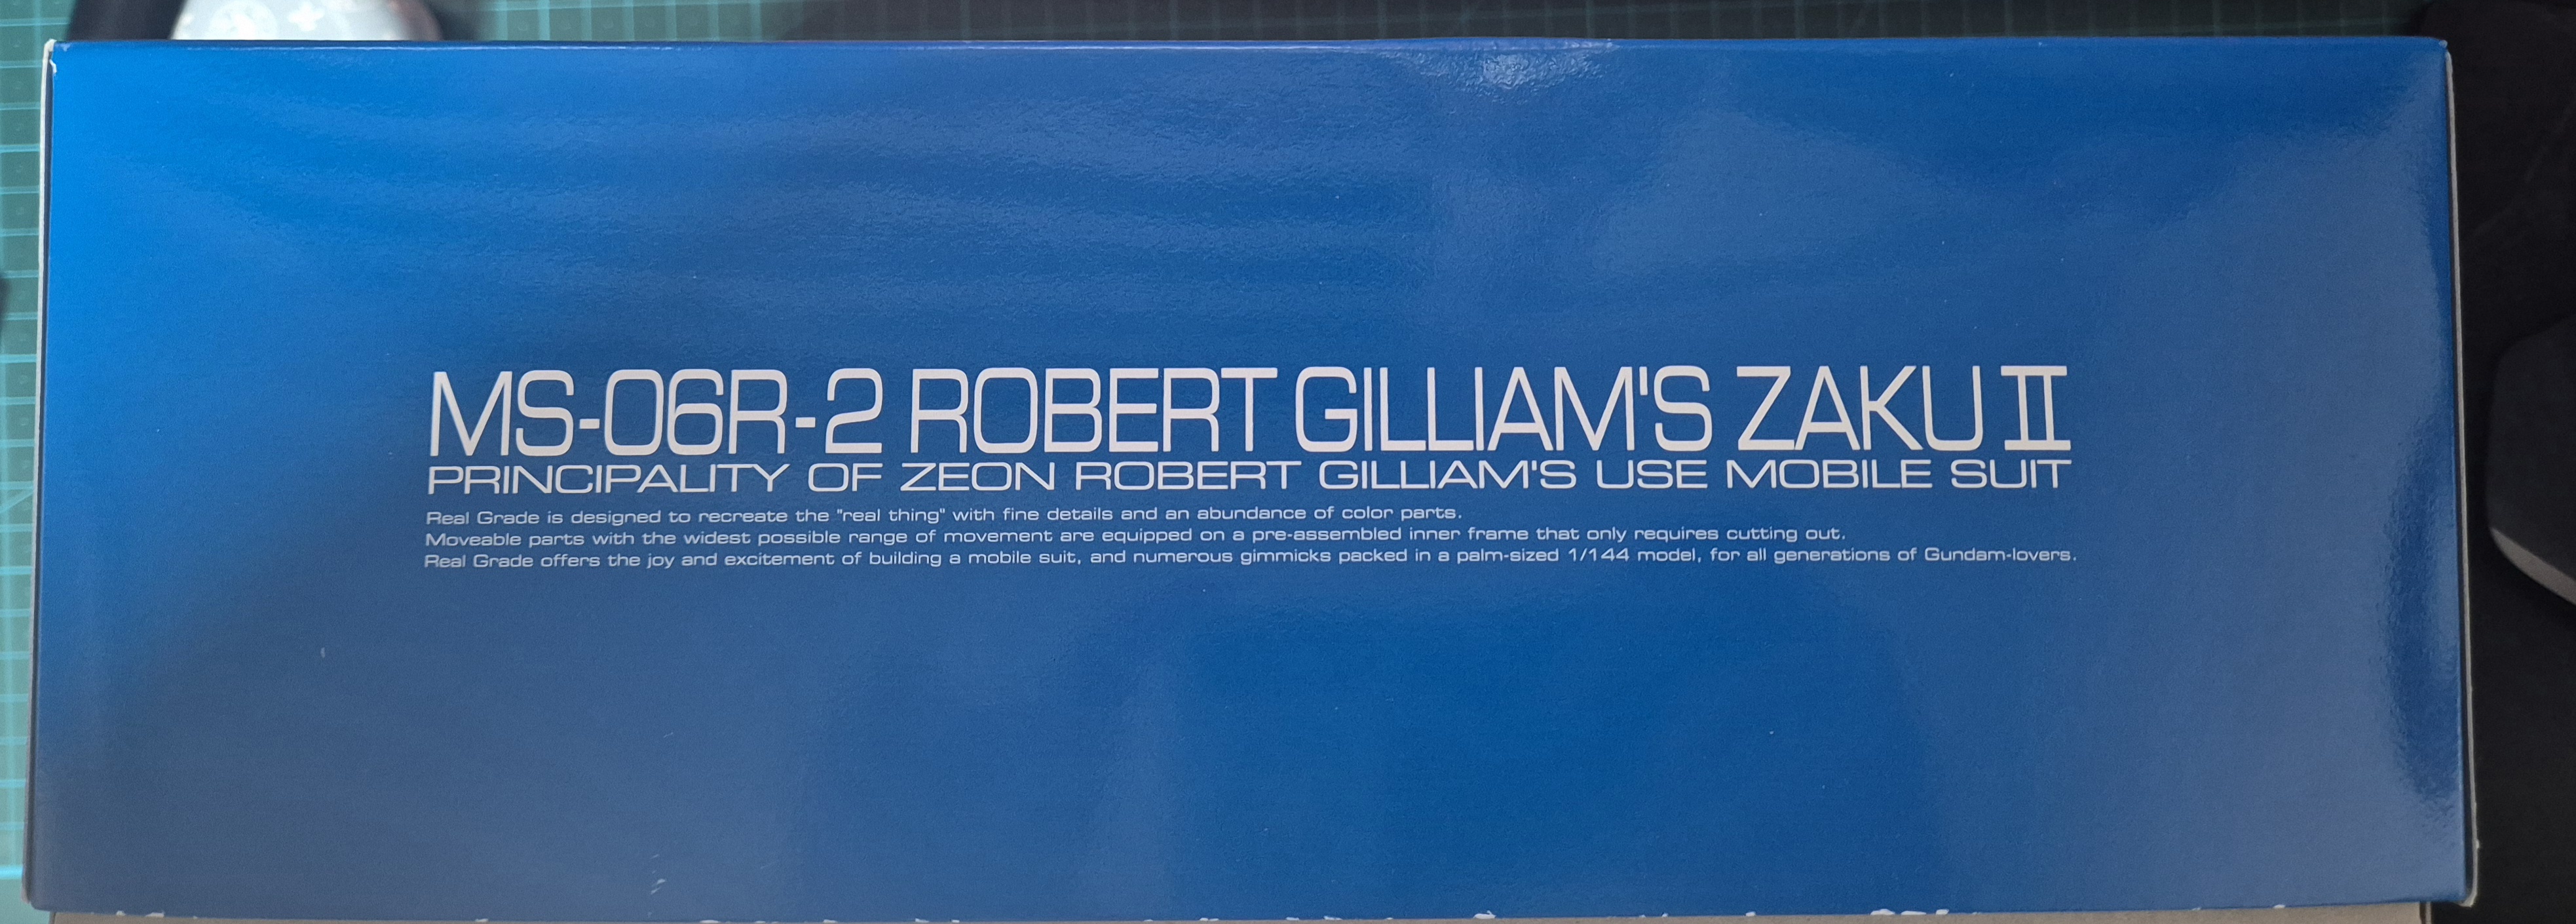 MS-06R-2 ROBERT GILLIAM'S ZAKU II
PRINCIPALITY OF ZEON ROBERT GILLIAM'S USE MOBILE SUIT
Real Grade is designed to recreate the "real thing" with fine details and an abundance of color parts.
Moveable parts with the widest possible range of movement are equipped on a pre-assembled inner frame that only requires cutting out.
Real Grade offers the joy and excitement of building a mobile suit, and numerous gimmicks packed in a palm-sized 1/144 model, for all generations of Gundam-lovers.